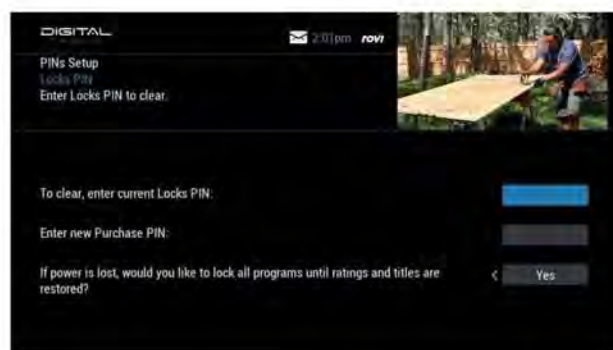 DIGITAL
2:01pm rovi
PINs Setup
Locks PIN
Enter Locks PIN to clear.
To clear, enter current Locks PIN:
Enter new Purchase PIN:
If power is lost, would you like to lock all programs until ratings and titles are
restored?
< Yes